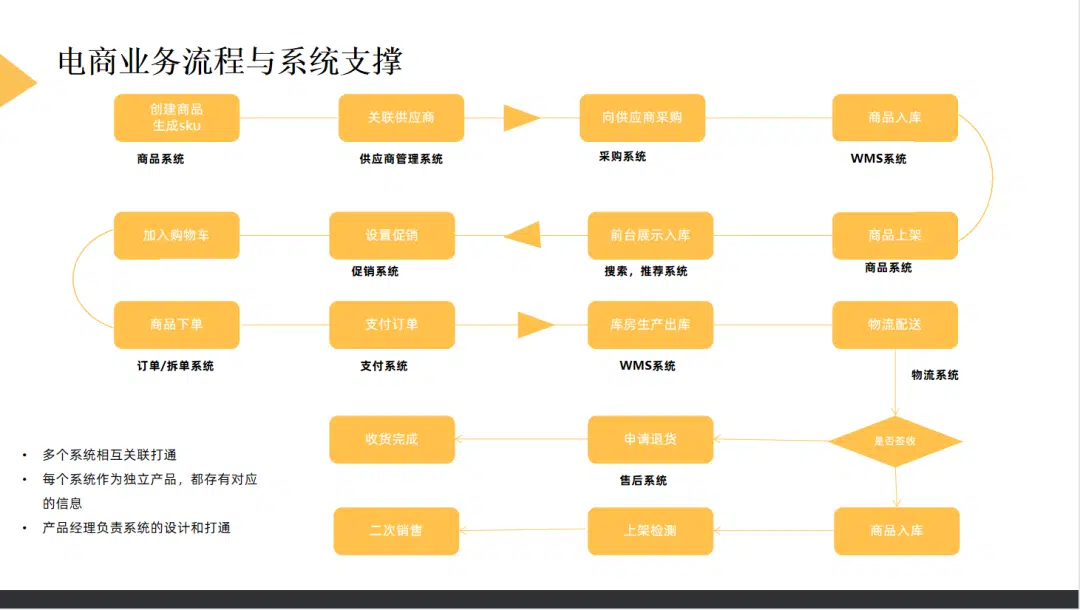 电商业务流程与系统支撑
创建商品
生成sku
关联供应商
向供应商采购
商品入库
商品系统
供应商管理系统
采购系统
WMS系统
加入购物车
设置促销
前台展示入库
商品上架
促销系统
搜索，推荐系统
商品系统
商品下单
支付订单
库房生产出库
物流配送
订单/拆单系统
支付系统
WMS系统
物流系统
收货完成
申请退货
是否签收
售后系统
• 多个系统相互关联打通
• 每个系统作为独立产品，都存有对应
的信息
• 产品经理负责系统的设计和打通
二次销售
上架检测
商品入库